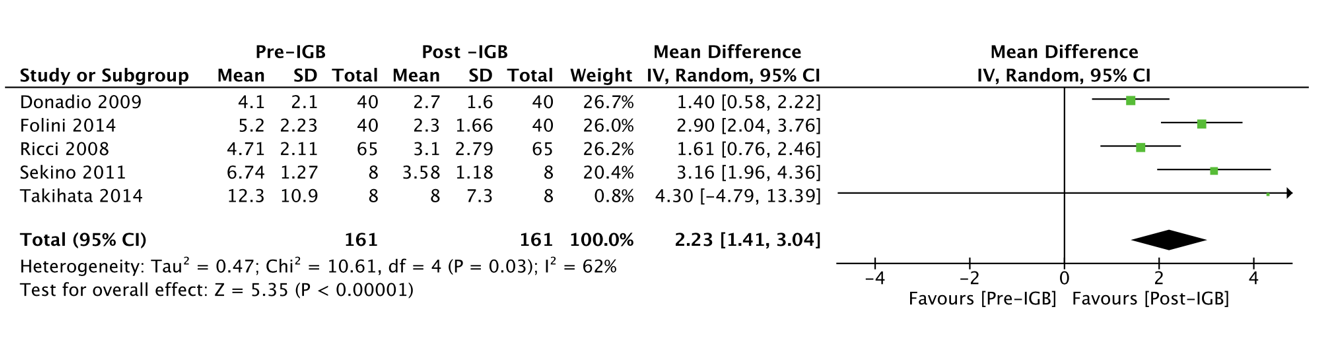 Pre-IGB Post -IGB Mean Difference Mean Difference
Study or Subgroup Mean SD Total Mean SD Total Weight IV, Random, 95% CI IV, Random, 95% CI
Donadio 2009 4.1 2.1 40 2.7 1.6 40 26.7% 1.40 [0.58, 2.22]
Folini 2014 5.2 2.23 40 2.3 1.66 40 26.0% 2.90 [2.04, 3.76]
Ricci 2008 4.71 2.11 65 3.1 2.79 65 26.2% 1.61 [0.76, 2.46]
Sekino 2011 6.74 1.27 8 3.58 1.18 8 20.4% 3.16 [1.96, 4.36]
Takihata 2014 12.3 10.9 8 8 7.3 8 0.8% 4.30 [−4.79, 13.39]
Total (95% CI) 161 161 100.0% 2.23 [1.41, 3.04]
Heterogeneity: Tau² = 0.47; Chi² = 10.61, df = 4 (P = 0.03); I² = 62%
Test for overall effect: Z = 5.35 (P < 0.00001)
−4 −2 0 2 4
Favours [Pre-IGB] Favours [Post-IGB]